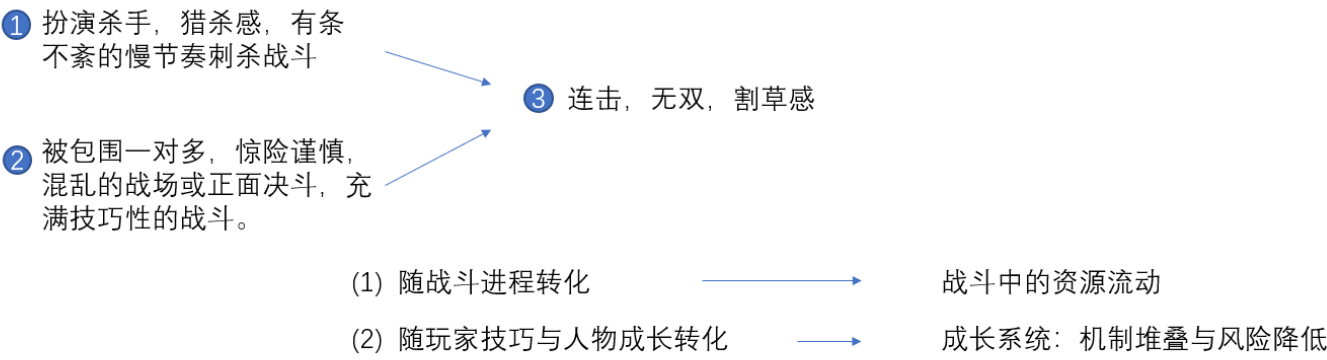 1 扮演杀手，猎杀感，有条
不紊的慢节奏刺杀战斗
3 连击，无双，割草感
2 被包围一对多，惊险谨慎，
混乱的战场或正面决斗，充
满技巧性的战斗。
(1) 随战斗进程转化 战斗中的资源流动
(2) 随玩家技巧与人物成长转化 成长系统：机制堆叠与风险降低